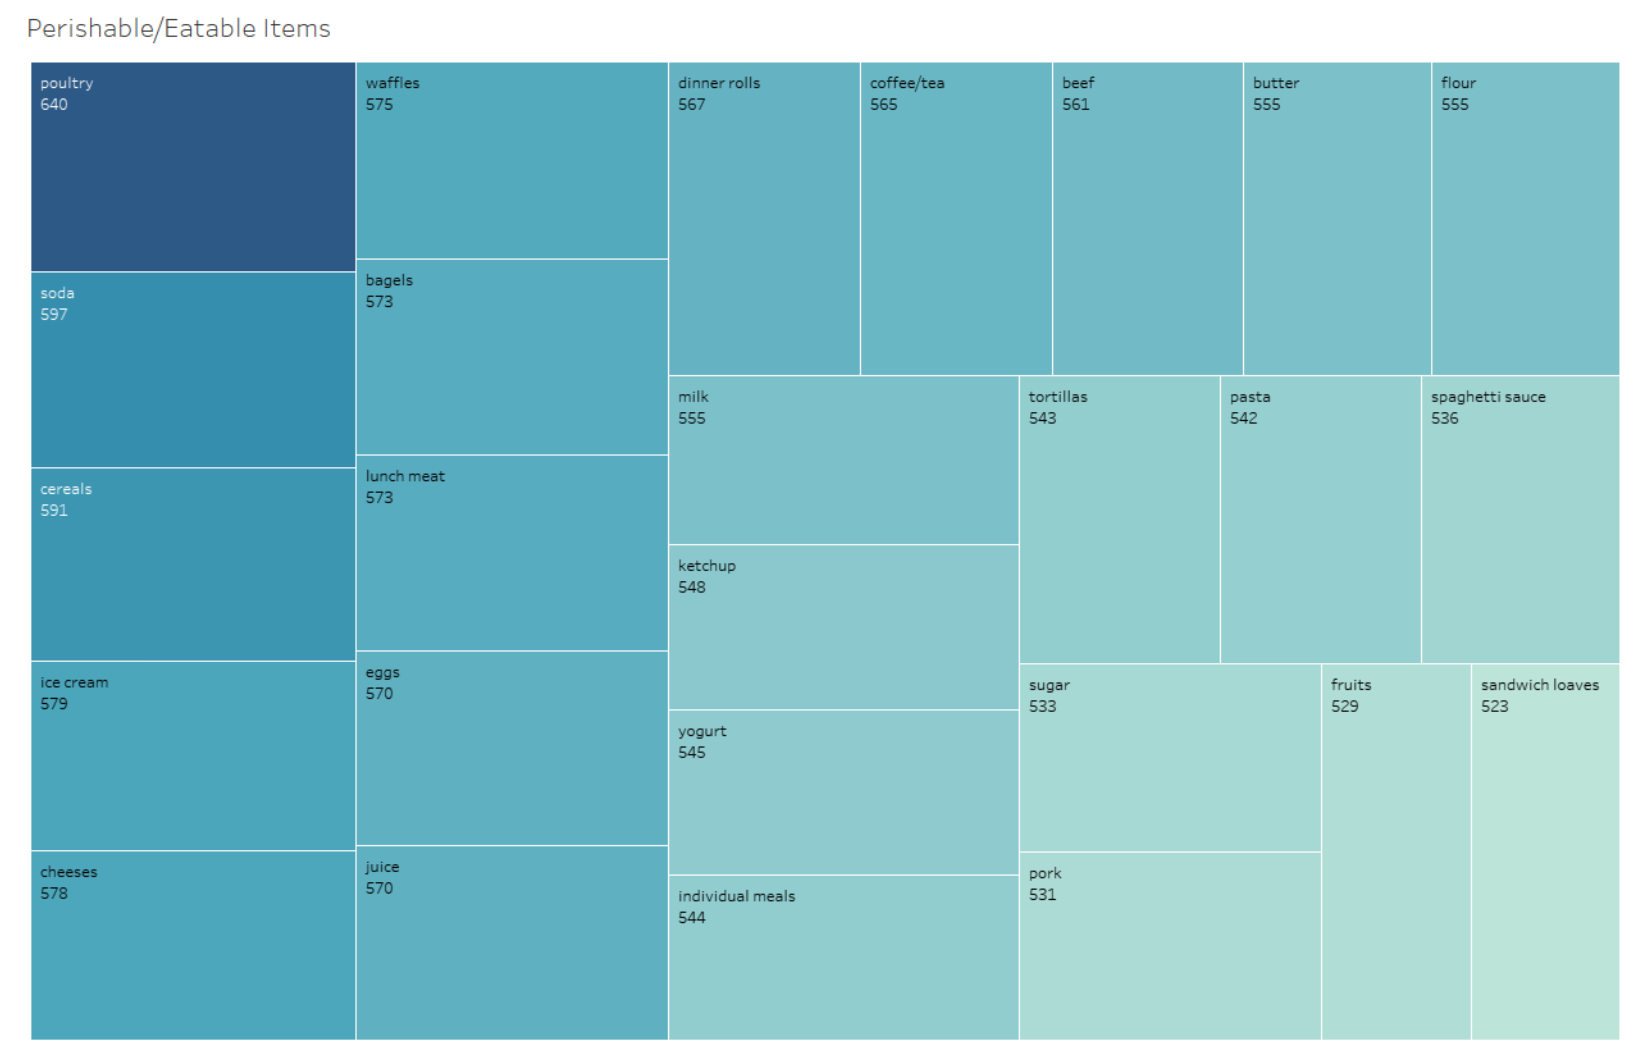 Perishable/Eatable Items
poultry
640
soda
597
cereals
591
ice cream
579
cheeses
578
waffles
575
bagels
573
lunch meat
573
eggs
570
juice
570
dinner rolls
567
coffee/tea
565
beef
561
butter
555
flour
555
milk
555
ketchup
548
yogurt
545
individual meals
544
tortillas
543
pasta
542
spaghetti sauce
536
sugar
533
pork
531
fruits
529
sandwich loaves
523